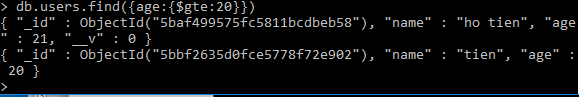 > db.users.find({age:{$gte:20}})
{ "_id" : ObjectId("5baf499575fc5811bcdbeb58"), "name" : "ho tien", "age
" : 21, "__v" : 0 }
{ "_id" : ObjectId("5bbf2635d0fce5778f72e902"), "name" : "tien", "age" :
20 }
>